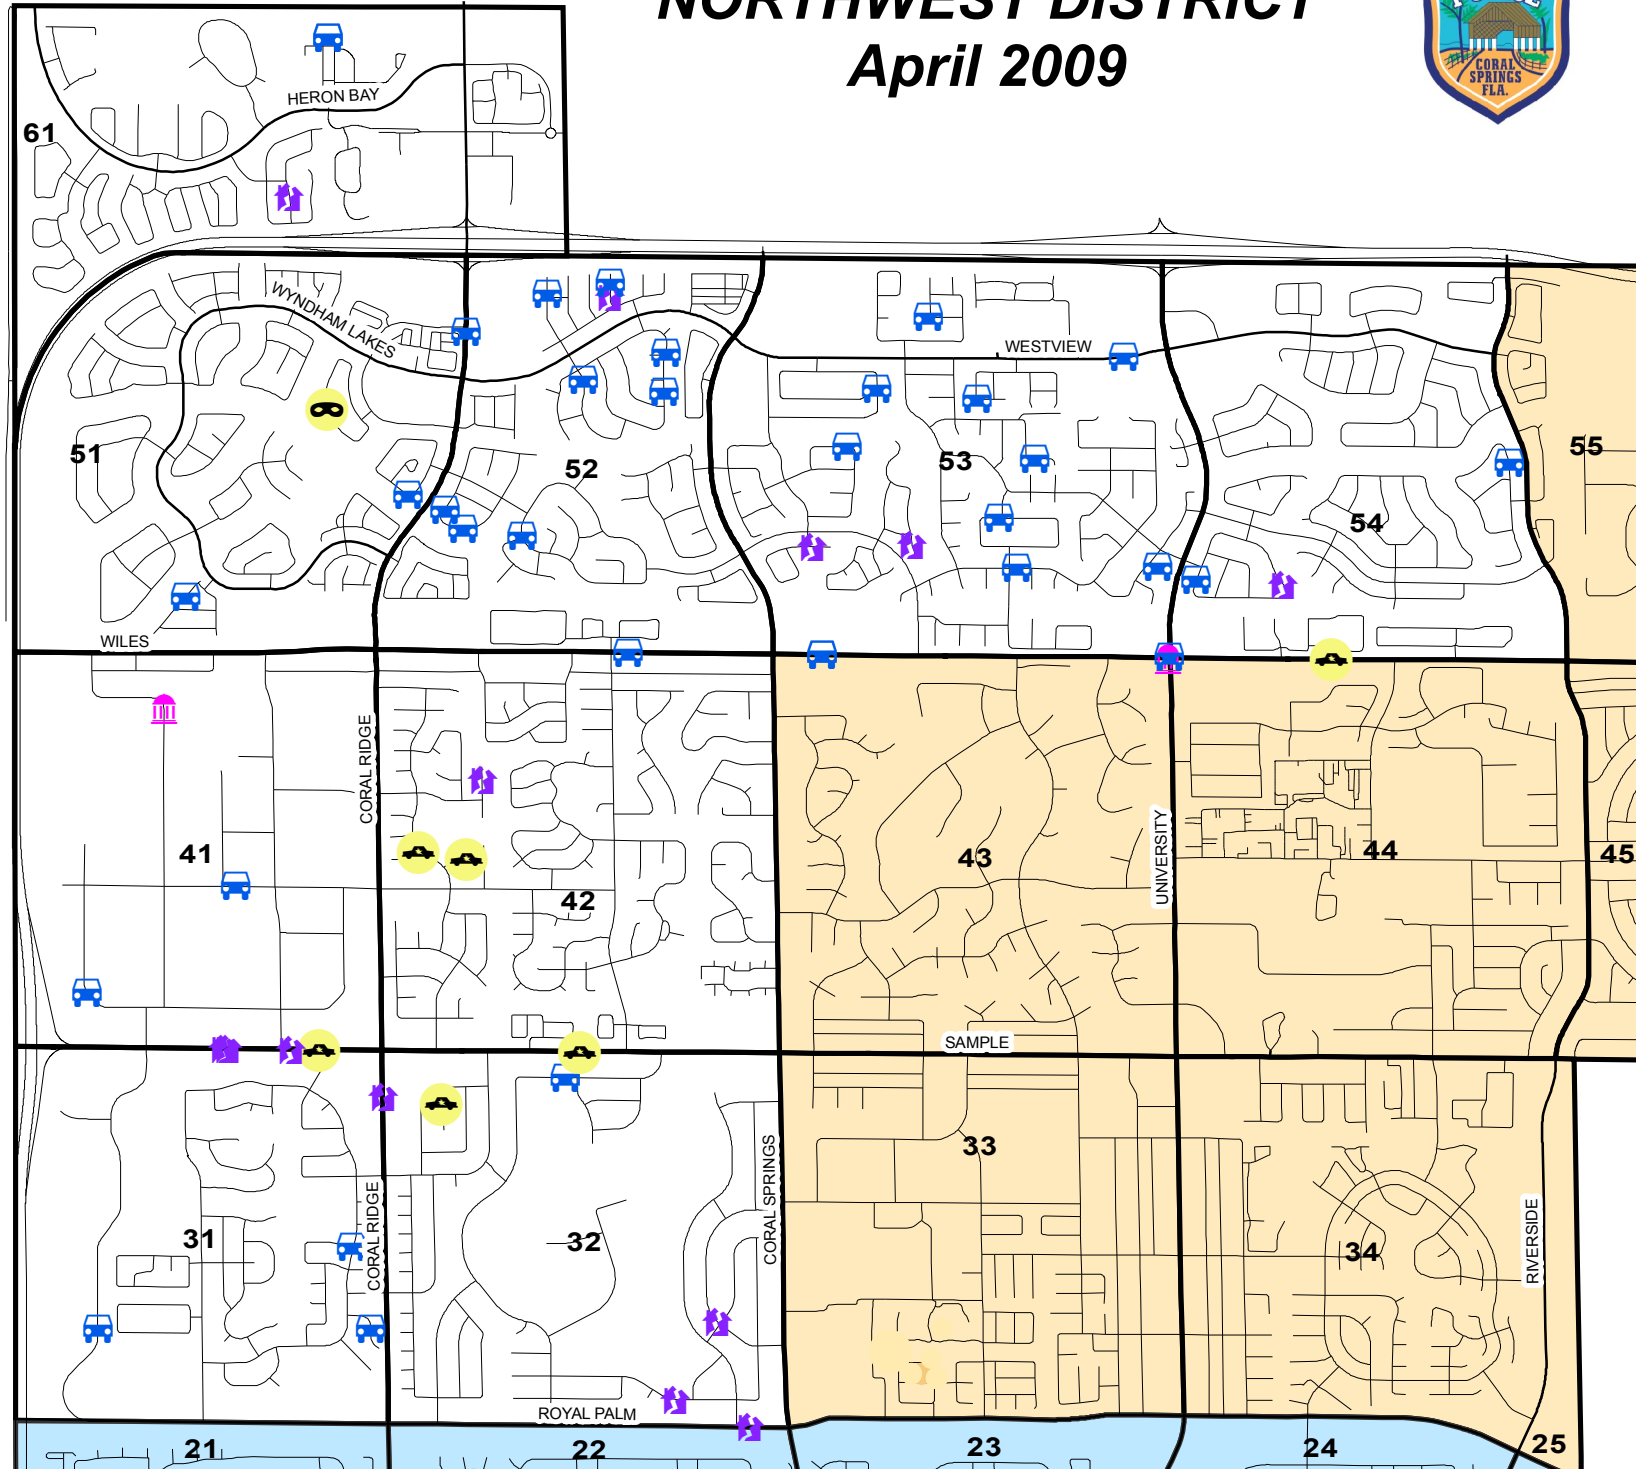 NORTHWEST DISTRICT
April 2009
CORAL
SPRINGS
FLA.
HERON BAY
61
WYNDHAM LAKES
WESTVIEW
51
52
53
54
55
WILES
CORAL RIDGE
UNIVERSITY
41
42
43
44
45
SAMPLE
33
CORAL SPRINGS
CORAL RIDGE
RIVERSIDE
31
32
34
ROYAL PALM
21
22
23
24
25